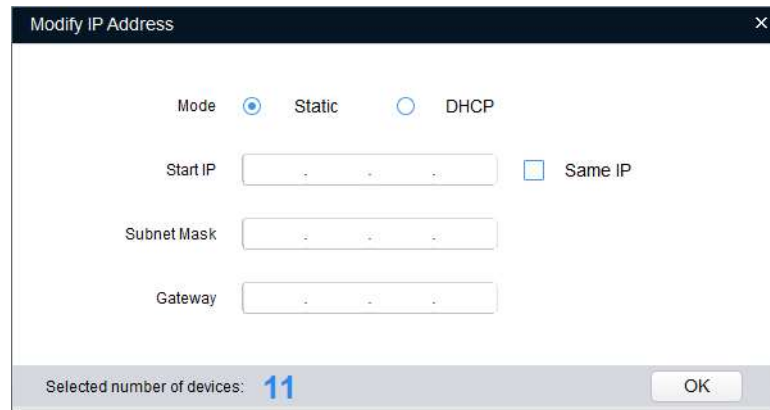 Modify IP Address ×
Mode Static DHCP
Start IP . . . Same IP
Subnet Mask . . .
Gateway . . .
Selected number of devices: 11 OK